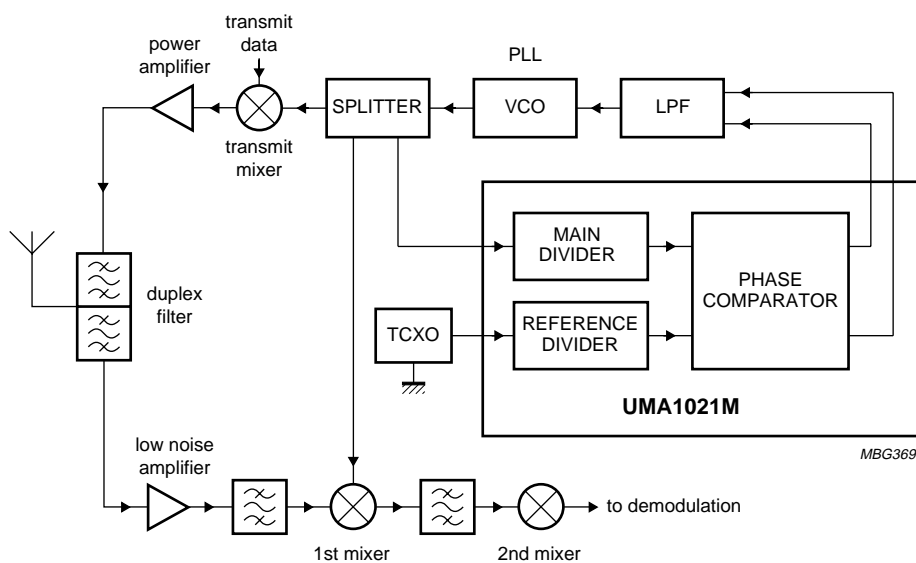 transmit
data
power
amplifier
PLL
SPLITTER
VCO
LPF
transmit
mixer
MAIN
DIVIDER
PHASE
COMPARATOR
duplex
filter
TCXO
REFERENCE
DIVIDER
UMA1021M
low noise
amplifier
MBG369
to demodulation
1st mixer
2nd mixer